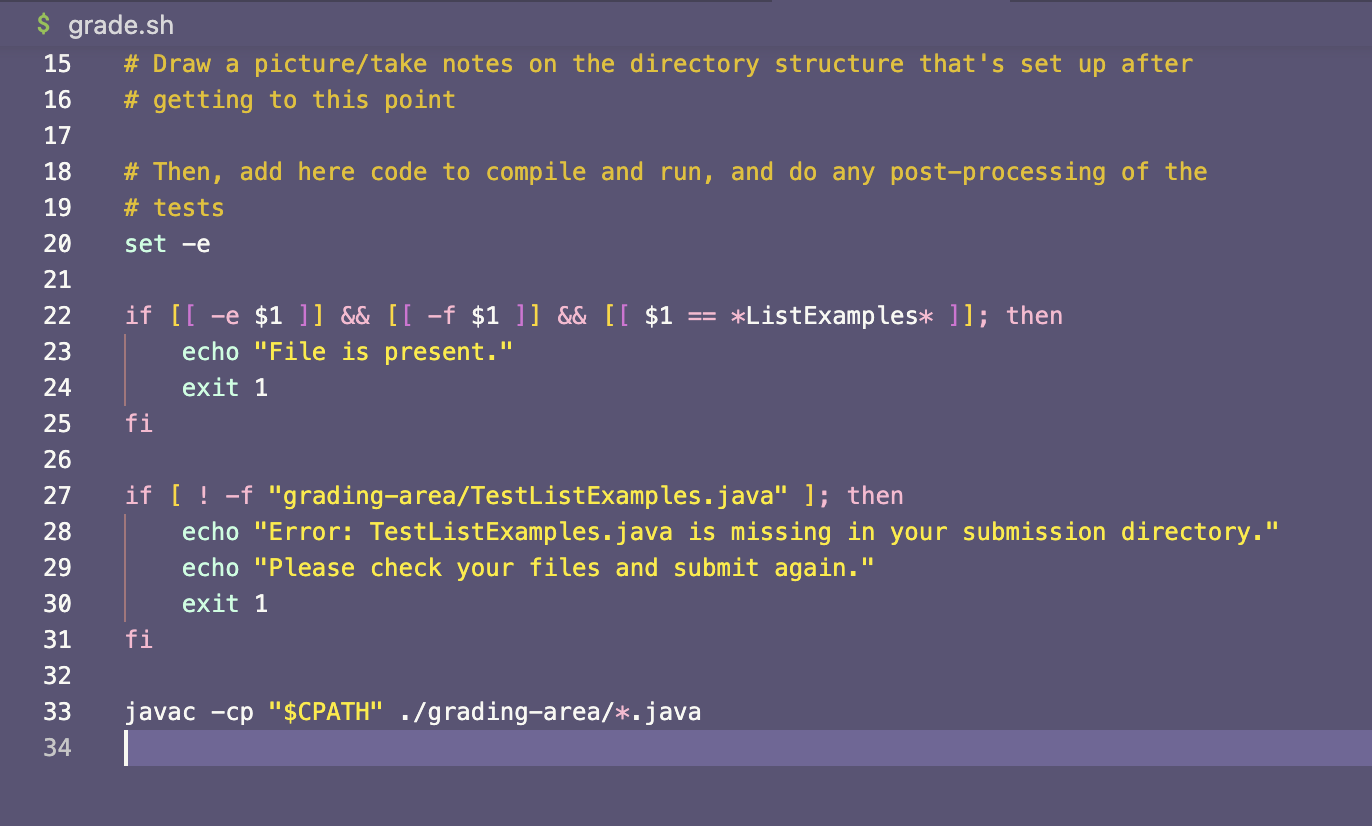 $ grade.sh
15 # Draw a picture/take notes on the directory structure that's set up after
16 # getting to this point
17
18 # Then, add here code to compile and run, and do any post-processing of the
19 # tests
20 set -e
21
22 if [[ -e $1 ]] && [[ -f $1 ]] && [[ $1 == *ListExamples* ]]; then
23     echo "File is present."
24     exit 1
25 fi
26
27 if [ ! -f "grading-area/TestListExamples.java" ]; then
28     echo "Error: TestListExamples.java is missing in your submission directory."
29     echo "Please check your files and submit again."
30     exit 1
31 fi
32
33 javac -cp "$CPATH" ./grading-area/*.java
34